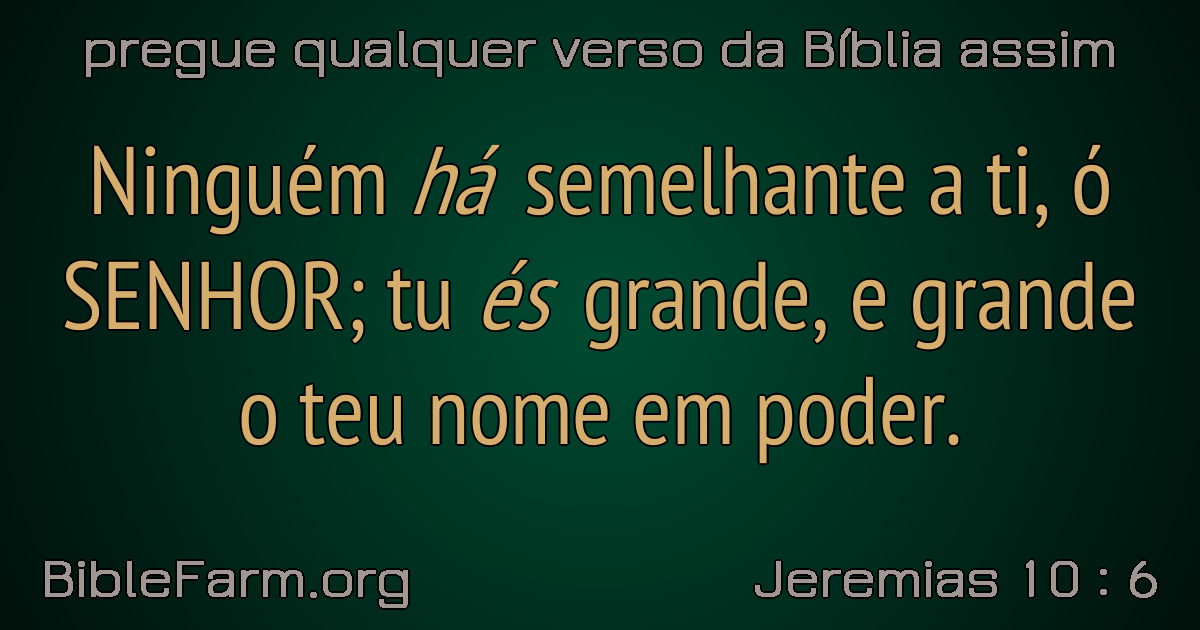 pregue qualquer verso da Bíblia assim
Ninguém há semelhante a ti, ó
SENHOR; tu és grande, e grande
o teu nome em poder.
BibleFarm.org
Jeremias 10 : 6